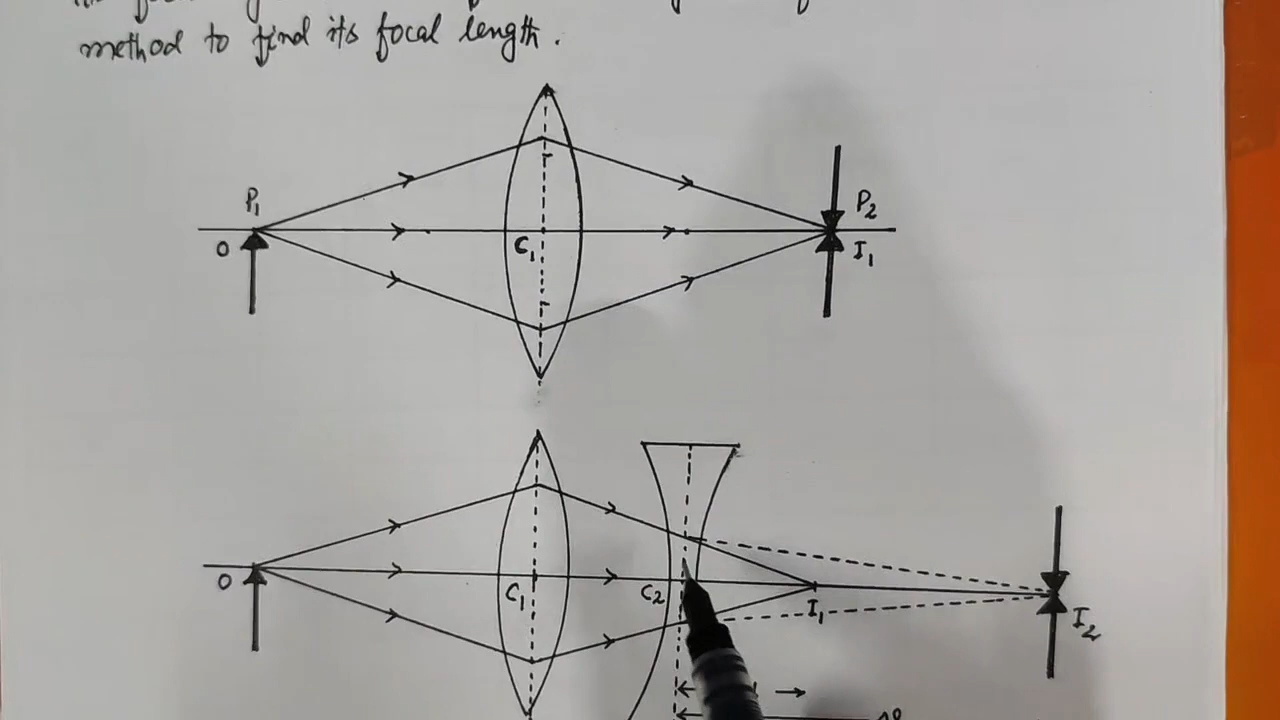 method to find its focal length.
P₁
P₂
O
C₁
I₁
O
C₁
C₂
I₁
I₂